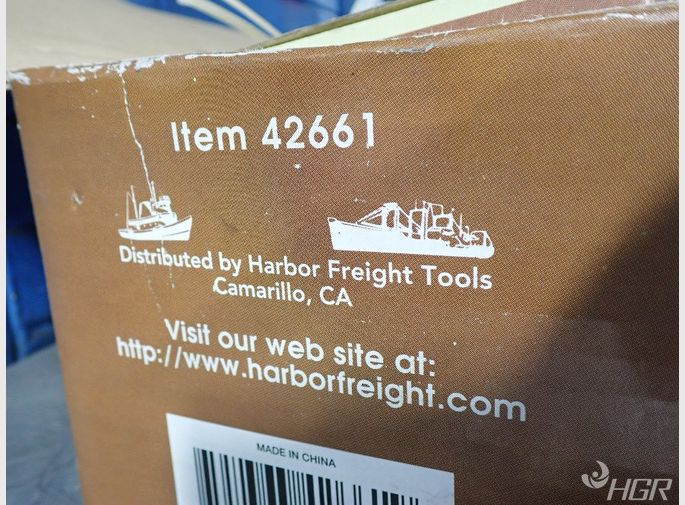 Item 42661
Distributed by Harbor Freight Tools
Camarillo, CA
Visit our web site at:
http://www.harborfreight.com
MADE IN CHINA
HGR